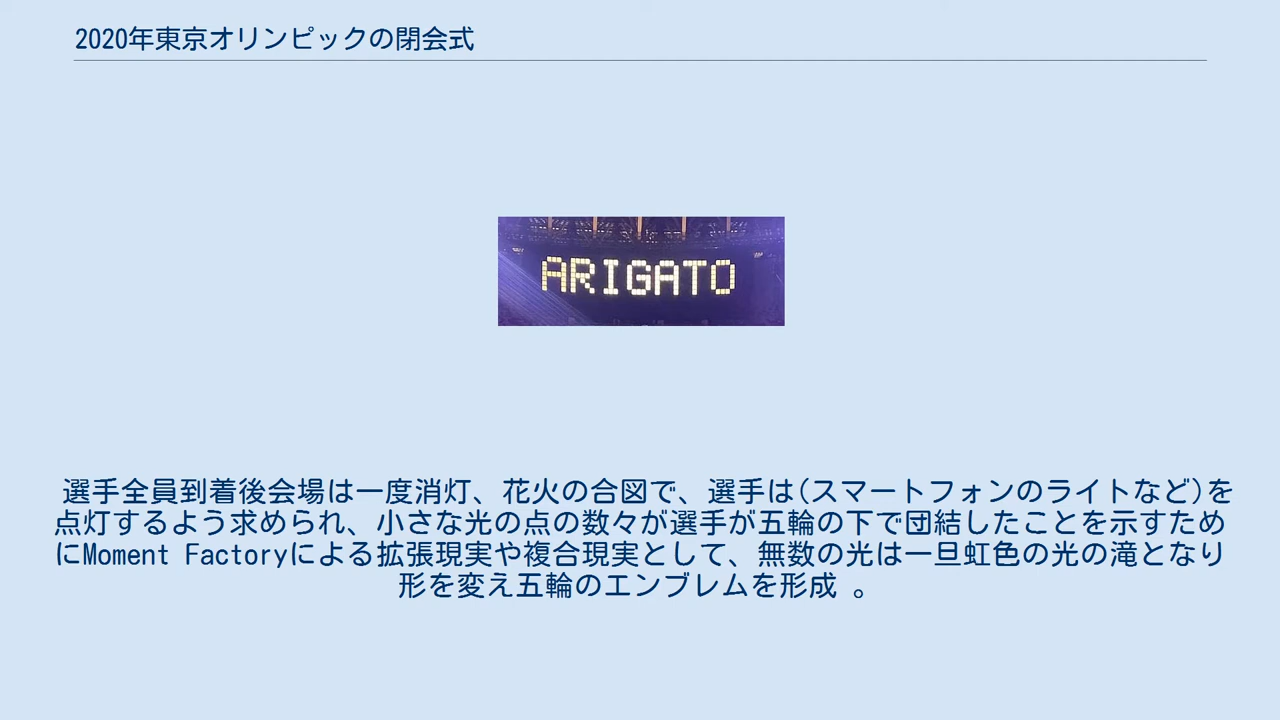 2020年東京オリンピックの閉会式
ARIGATO
選手全員到着後会場は一度消灯、花火の合図で、選手は(スマートフォンのライトなど)を
点灯するよう求められ、小さな光の点の数々が選手が五輪の下で団結したことを示すため
にMoment Factoryによる拡張現実や複合現実として、無数の光は一旦虹色の光の滝となり
形を変え五輪のエンブレムを形成 。